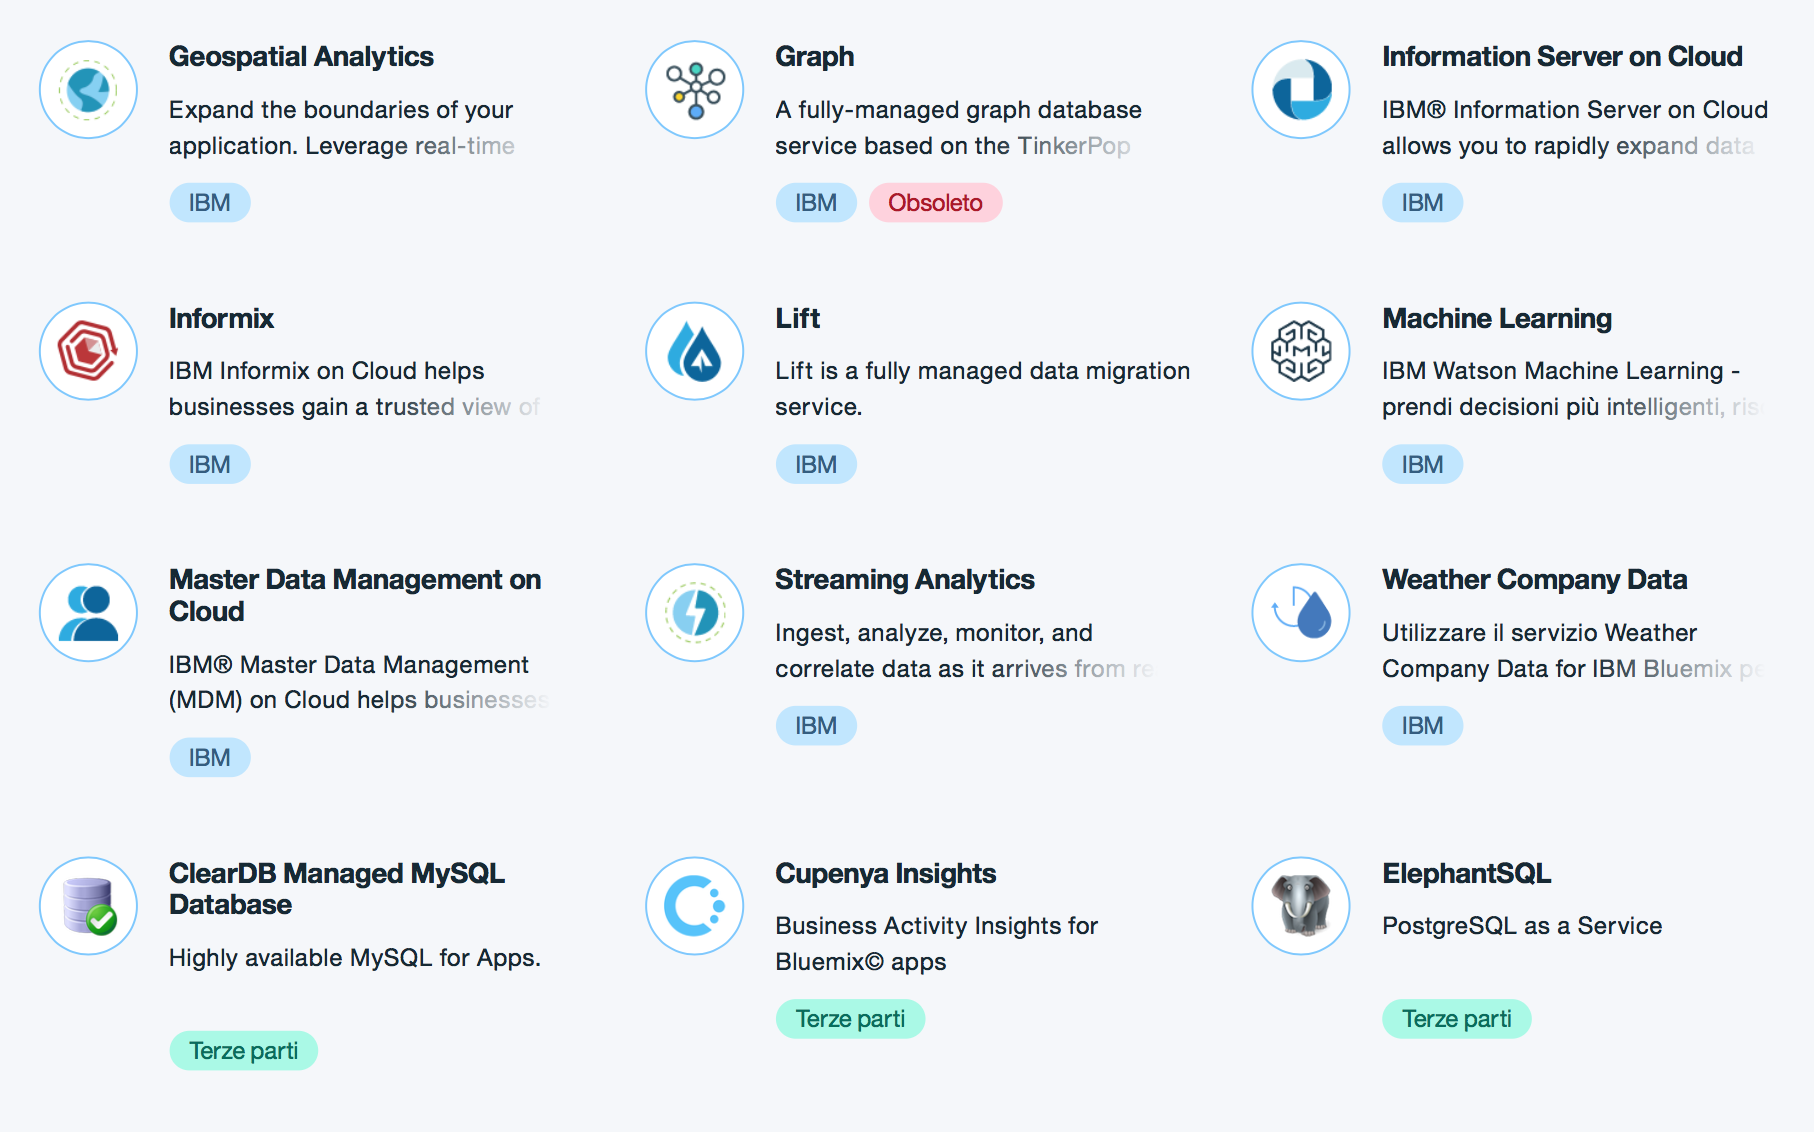 Geospatial Analytics
Expand the boundaries of your
application. Leverage real-time
IBM
Graph
A fully-managed graph database
service based on the TinkerPop
IBM
Obsoleto
Information Server on Cloud
IBM® Information Server on Cloud
allows you to rapidly expand data
IBM
Informix
IBM Informix on Cloud helps
businesses gain a trusted view of
IBM
Lift
Lift is a fully managed data migration
service.
IBM
Machine Learning
IBM Watson Machine Learning -
prendi decisioni più intelligenti,
IBM
Master Data Management on
Cloud
IBM® Master Data Management
(MDM) on Cloud helps businesses
IBM
Streaming Analytics
Ingest, analyze, monitor, and
correlate data as it arrives from
IBM
Weather Company Data
Utilizzare il servizio Weather
Company Data for IBM Bluemix
IBM
ClearDB Managed MySQL
Database
Highly available MySQL for Apps.
Terze parti
Cupenya Insights
Business Activity Insights for
Bluemix© apps
Terze parti
ElephantSQL
PostgreSQL as a Service
Terze parti